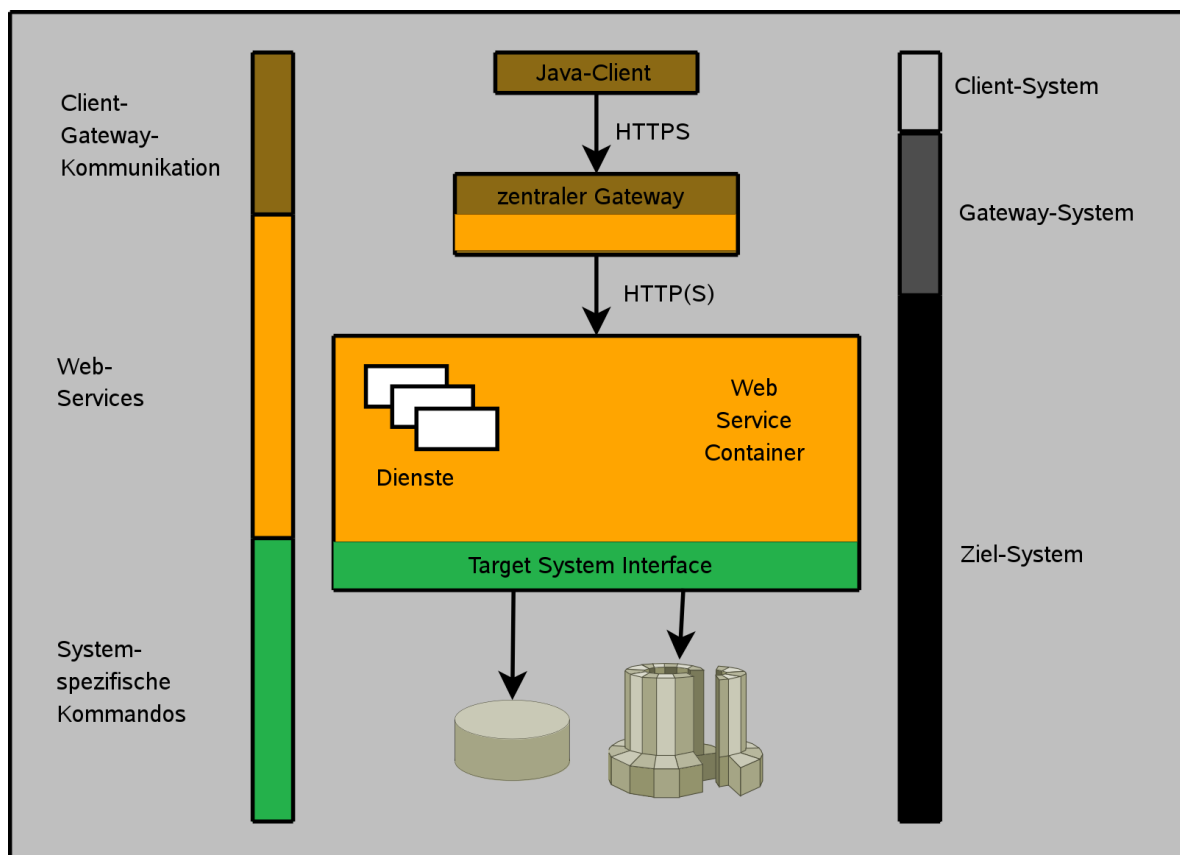 Java-Client
Client-System
Client-
Gateway-
Kommunikation
HTTPS
zentraler Gateway
Gateway-System
HTTP(S)
Web-
Services
Web
Service
Container
Dienste
Target System Interface
Ziel-System
System-
spezifische
Kommandos